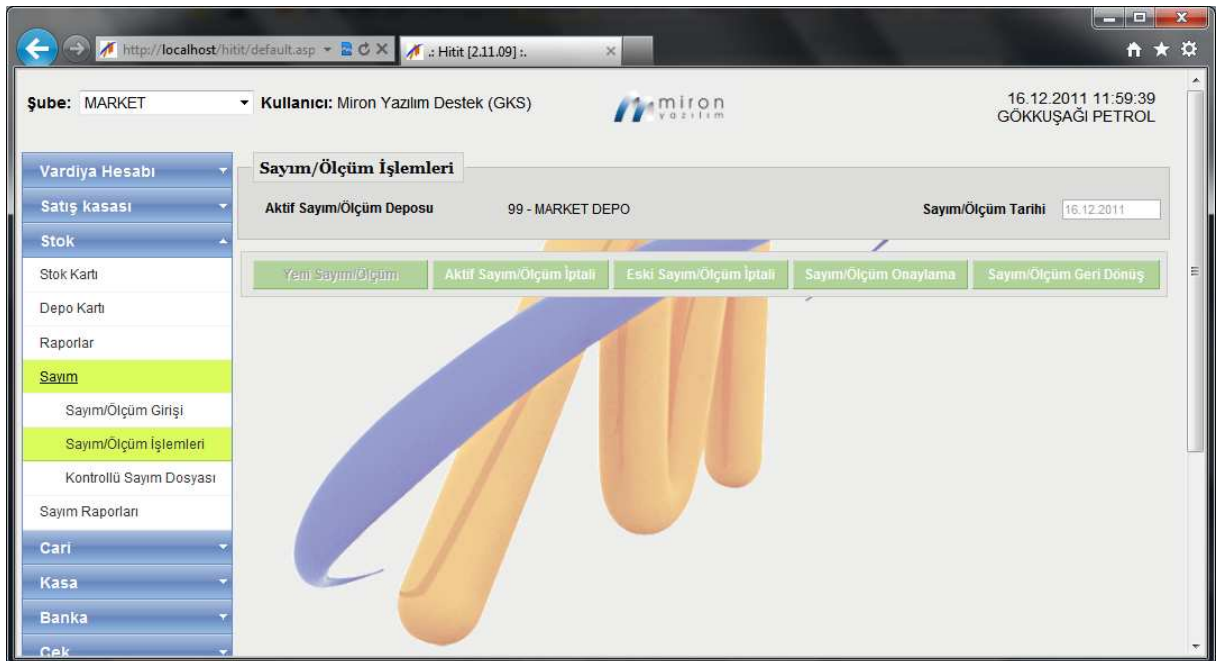 http://localhost/hitit/default.asp
.: Hitit [2.11.09] :.
Şube: MARKET Kullanıcı: Miron Yazılım Destek (GKS)
miron
yazılım
16.12.2011 11:59:39
GÖKKUŞAĞI PETROL
Vardiya Hesabı
Satış kasası
Stok
Stok Kartı
Depo Kartı
Raporlar
Sayım
Sayım/Ölçüm Girişi
Sayım/Ölçüm İşlemleri
Kontrollü Sayım Dosyası
Sayım Raporları
Cari
Kasa
Banka
Çek
Sayım/Ölçüm İşlemleri
Aktif Sayım/Ölçüm Deposu 99 - MARKET DEPO Sayım/Ölçüm Tarihi 16.12.2011
Yeni Sayım/Ölçüm Aktif Sayım/Ölçüm İptali Eski Sayım/Ölçüm İptali Sayım/Ölçüm Onaylama Sayım/Ölçüm Geri Dönüş